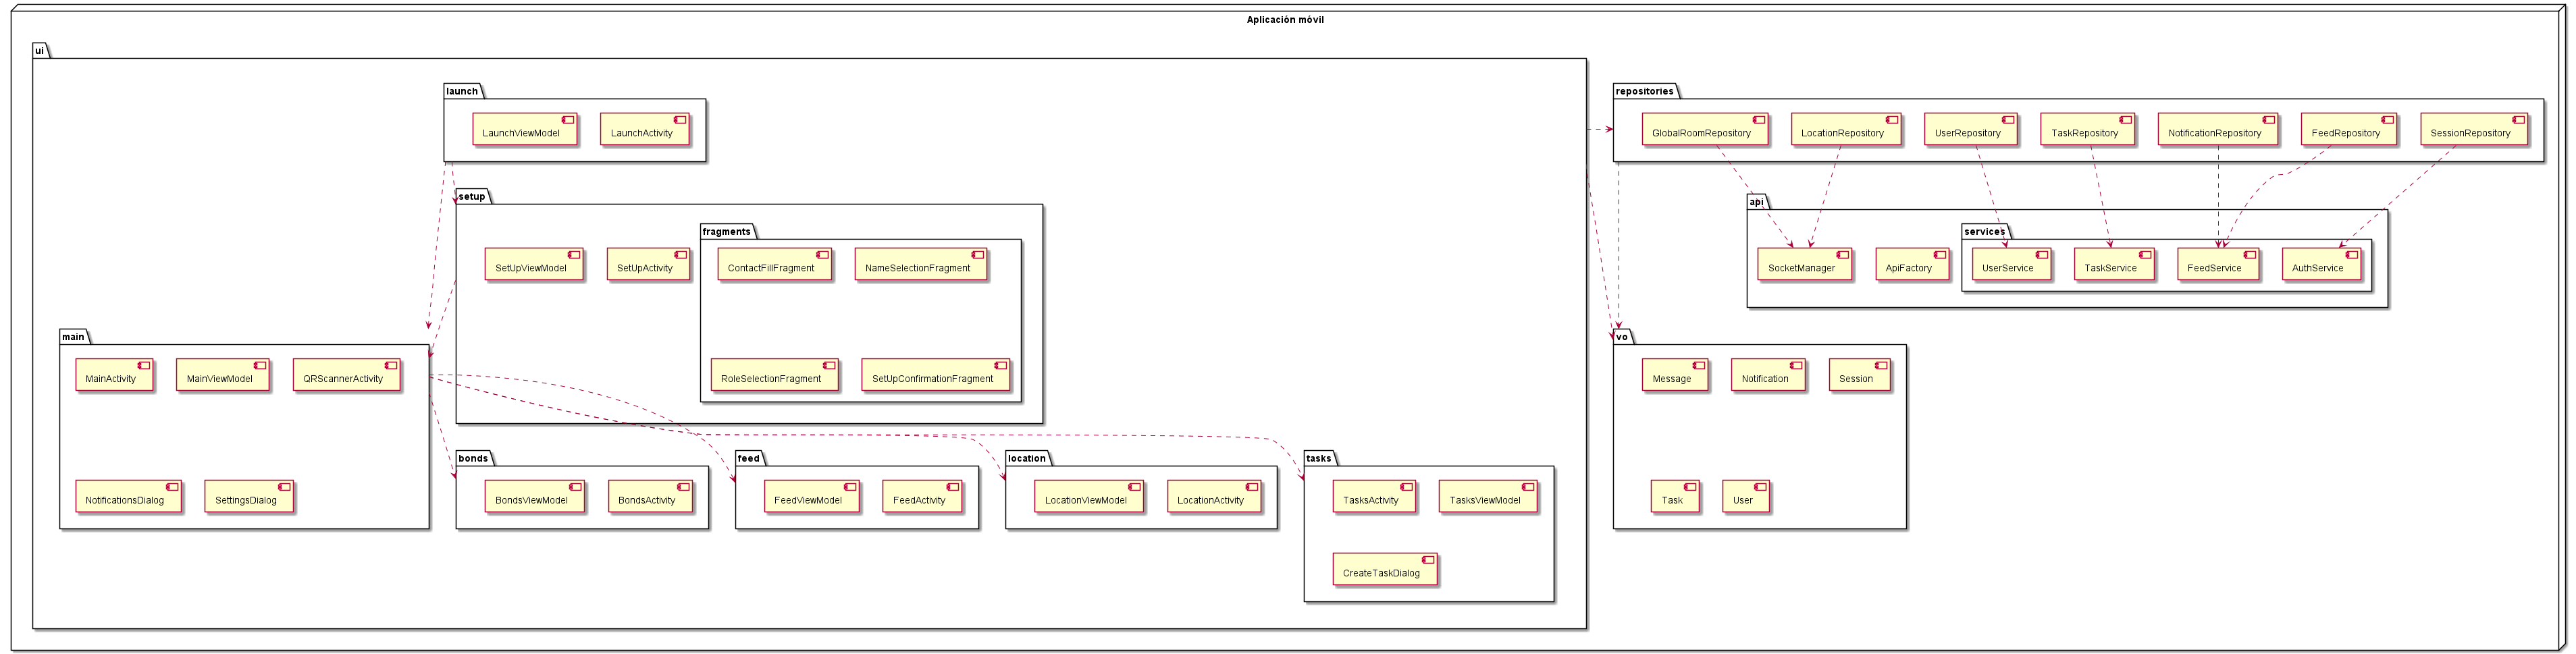 Aplicación móvil
ui
launch
LaunchViewModel
LaunchActivity
setup
SetUpViewModel
SetUpActivity
fragments
ContactFillFragment
NameSelectionFragment
RoleSelectionFragment
SetUpConfirmationFragment
main
MainActivity
MainViewModel
QRScannerActivity
NotificationsDialog
SettingsDialog
bonds
BondsViewModel
BondsActivity
feed
FeedViewModel
FeedActivity
location
LocationViewModel
LocationActivity
tasks
TasksActivity
TasksViewModel
CreateTaskDialog
repositories
GlobalRoomRepository
LocationRepository
UserRepository
TaskRepository
NotificationRepository
FeedRepository
SessionRepository
api
SocketManager
ApiFactory
services
UserService
TaskService
FeedService
AuthService
vo
Message
Notification
Session
Task
User